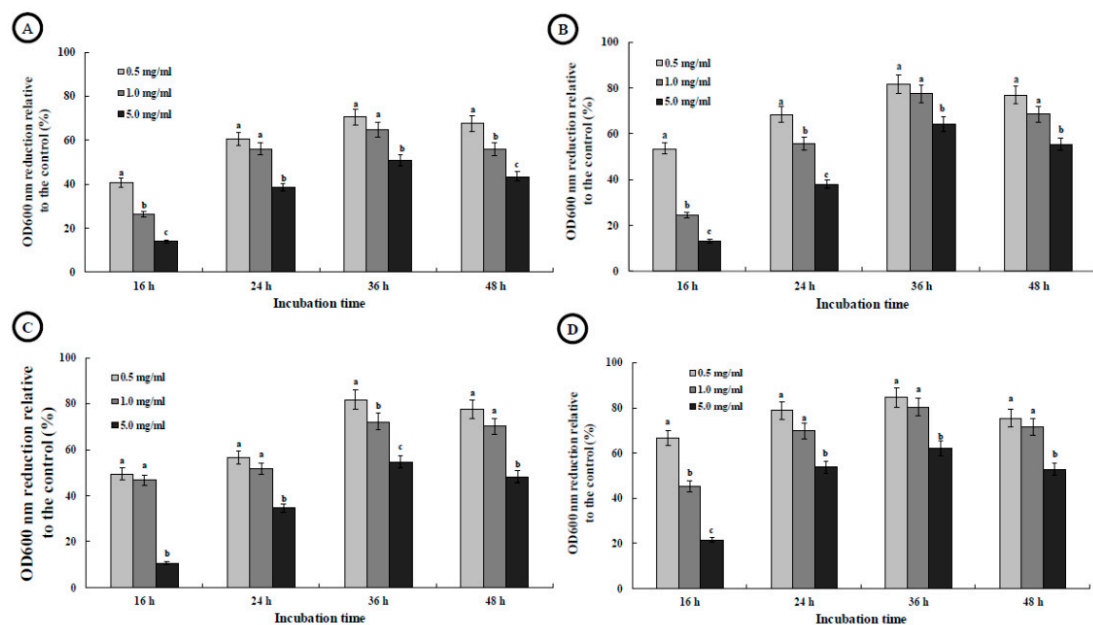 A
OD600 nm reduction relative
to the control (%)
100
80
60
40
20
0
0.5 mg/ml
1.0 mg/ml
5.0 mg/ml
a
b
c
a
a
b
a
a
b
a
b
c
16 h
24 h
36 h
48 h
Incubation time
B
OD600 nm reduction relative
to the control (%)
100
80
60
40
20
0
0.5 mg/ml
1.0 mg/ml
5.0 mg/ml
a
b
c
a
b
c
a
a
b
a
a
b
16 h
24 h
36 h
48 h
Incubation time
C
OD600 nm reduction relative
to the control (%)
100
80
60
40
20
0
0.5 mg/ml
1.0 mg/ml
5.0 mg/ml
a
a
b
a
a
b
a
b
c
a
a
b
16 h
24 h
36 h
48 h
Incubation time
D
OD600 nm reduction relative
to the control (%)
100
80
60
40
20
0
0.5 mg/ml
1.0 mg/ml
5.0 mg/ml
a
b
c
a
a
b
a
a
b
a
a
b
16 h
24 h
36 h
48 h
Incubation time